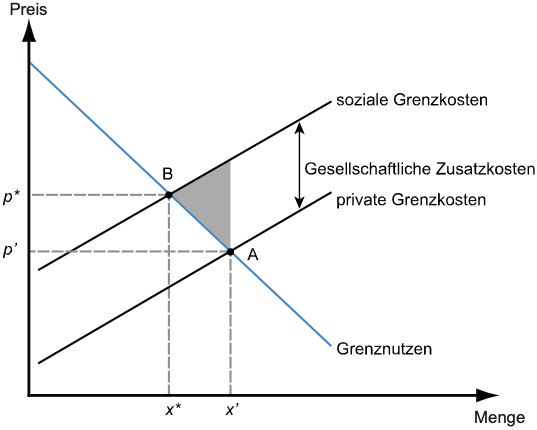 Preis
soziale Grenzkosten
B
Gesellschaftliche Zusatzkosten
p*
private Grenzkosten
p'
A
Grenznutzen
x*
x'
Menge